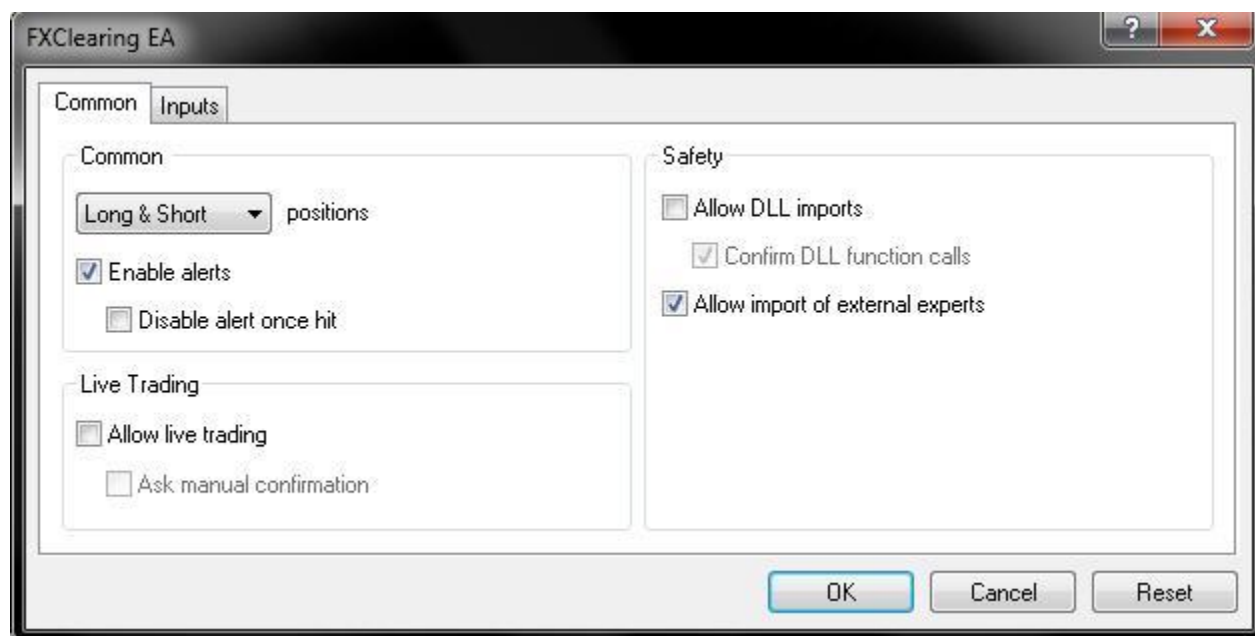 FXClearing EA
?
X
Common
Inputs
Common
Long & Short
positions
Enable alerts
Disable alert once hit
Live Trading
Allow live trading
Ask manual confirmation
Safety
Allow DLL imports
Confirm DLL function calls
Allow import of external experts
OK
Cancel
Reset